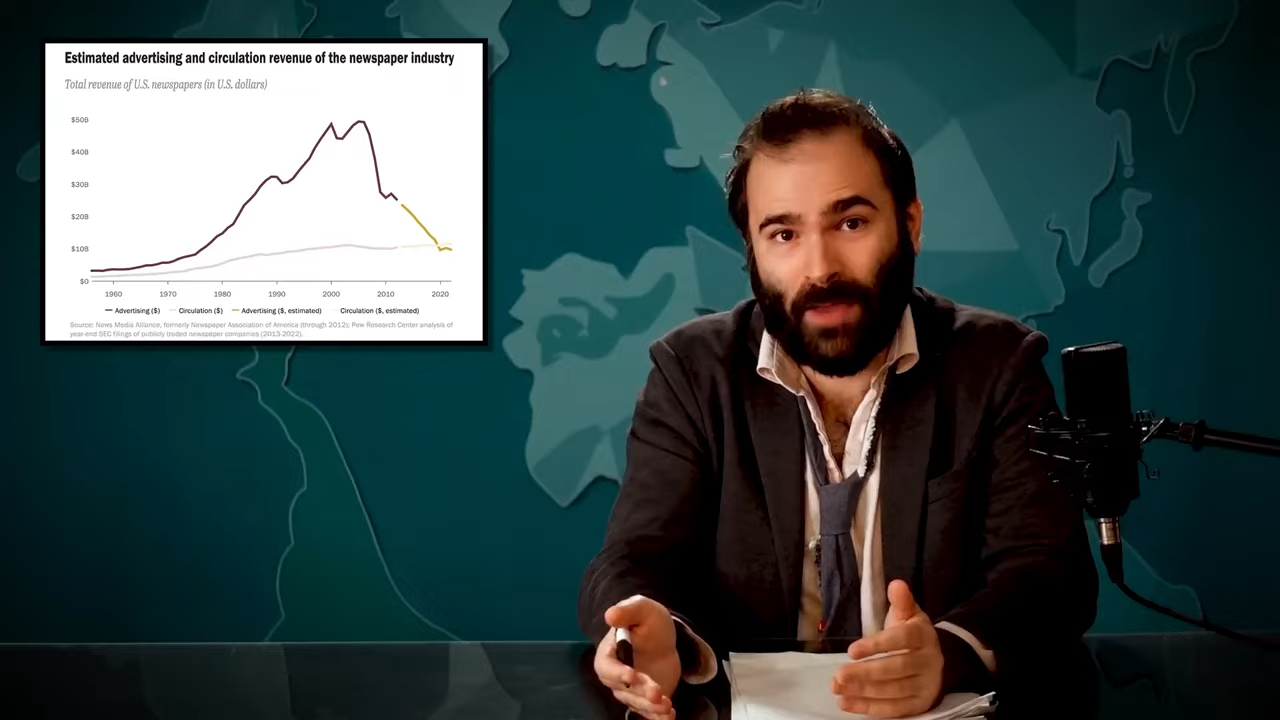 Estimated advertising and circulation revenue of the newspaper industry
Total revenue of U.S. newspapers (in U.S. dollars)
$50B
$40B
$30B
$20B
$10B
$0
1960 1970 1980 1990 2000 2010 2020
Advertising ($) Circulation ($) Advertising ($, estimated) Circulation ($, estimated)
Source: News Media Alliance, formerly Newspaper Association of America (through 2012); Pew Research Center analysis of
year-end SEC filings of publicly traded newspaper companies (2013-2022).